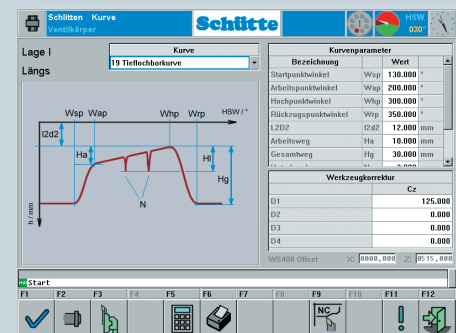 Schlitten Kurve
Ventilkörper
Schütte
HSW
030°
Lage I
Längs
Kurve
19 Tieflochborkurve
Kurvenparameter
Bezeichnung Wert
Startpunktwinkel Wsp 130.000 °
Arbeitspunktwinkel Wap 200.000 °
Hochpunktwinkel Whp 300.000 °
Rückzugspunktwinkel Wrp 350.000 °
L2D2 l2d2 12.000 mm
Arbeitsweg Ha 10.000 mm
Gesamtweg Hg 30.000 mm
Wsp Wap Whp Wrp HSW / °
l2d2
Ha
Hl
Hg
N
h / mm
Werkzeugkorrektur
Cz
D1 125.000
D2 0.000
D3 0.000
D4 0.000
WS400 Offset X: 0000,000 Z: 0515,000
Start
F1 F2 F3 F4 F5 F6 F7 F8 F9 F10 F11 F12
NC